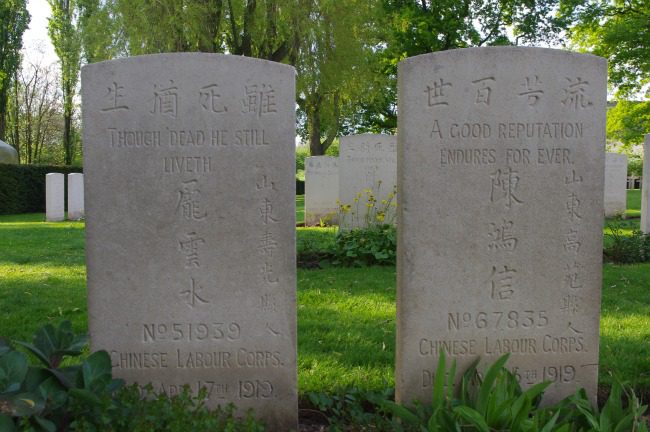 雖死猶生
THOUGH DEAD HE STILL
LIVETH.
龐雲水
山東壽光縣人
No 51939
CHINESE LABOUR CORPS.
17TH 1919.
流芳百世
A GOOD REPUTATION
ENDURES FOR EVER.
陳鴻信
山東高苑縣人
No 67835
CHINESE LABOUR CORPS.
1919.